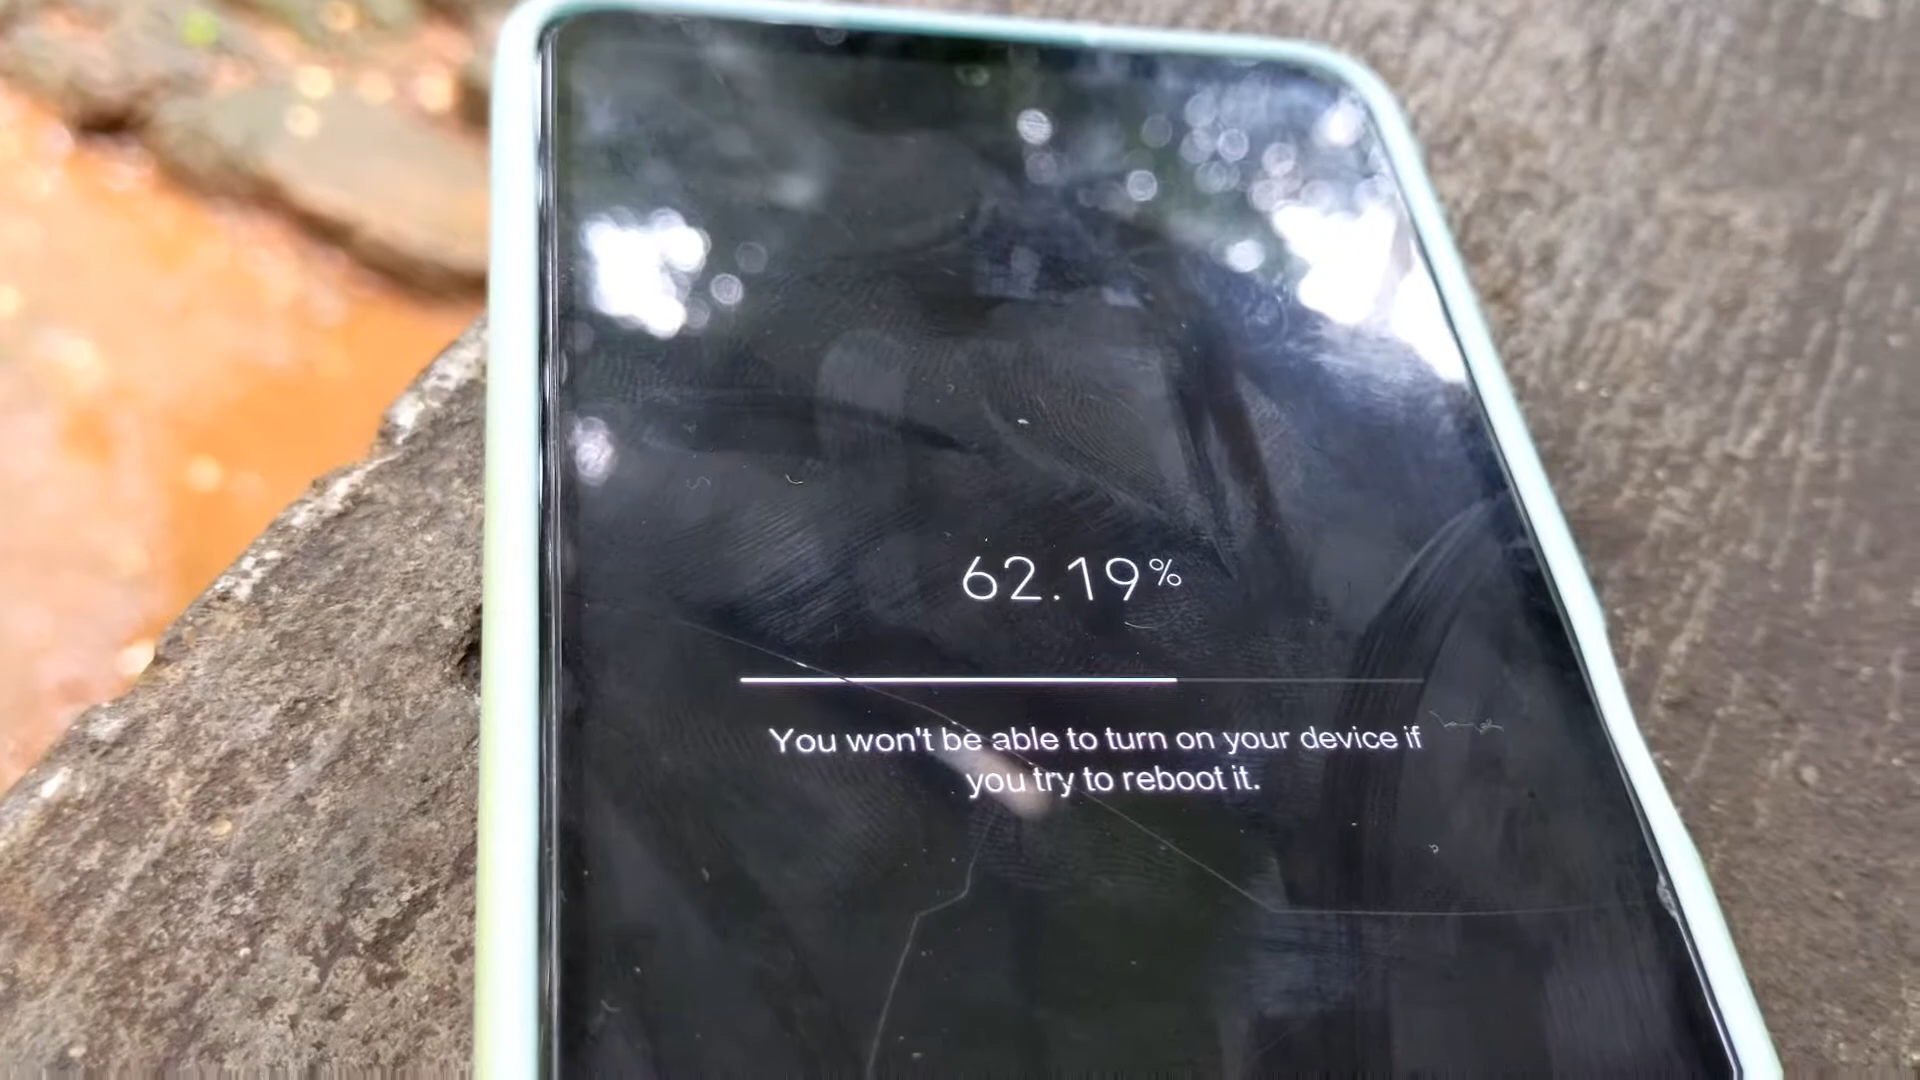 62.19%
You won't be able to turn on your device if
you try to reboot it.